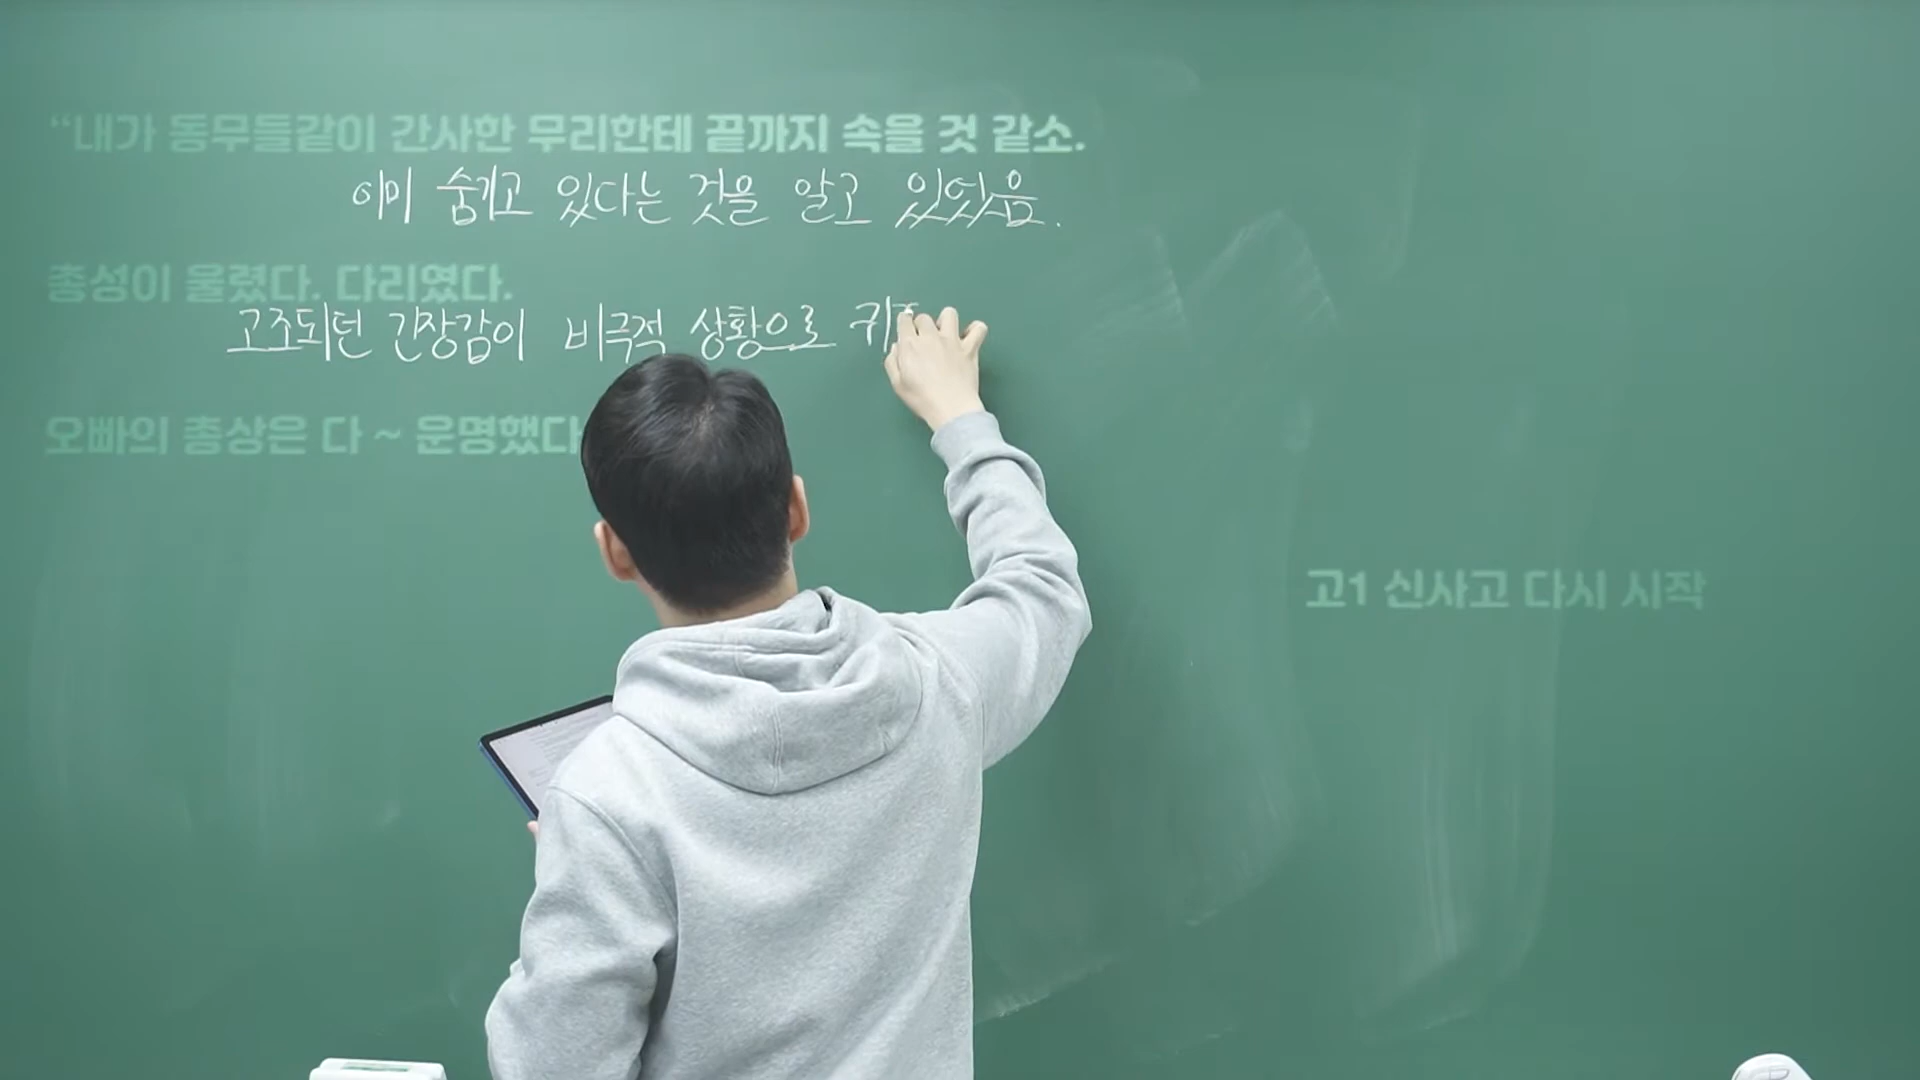 “내가 동무들같이 간사한 무리한테 끝까지 속을 것 같소.
이미 숨기고 있다는 것을 알고 있었음.
총성이 울렸다. 다리였다.
고조되던 긴장감이 비극적 상황으로
오빠의 총상은 다 ~ 운명했다
고1 신사고 다시 시작